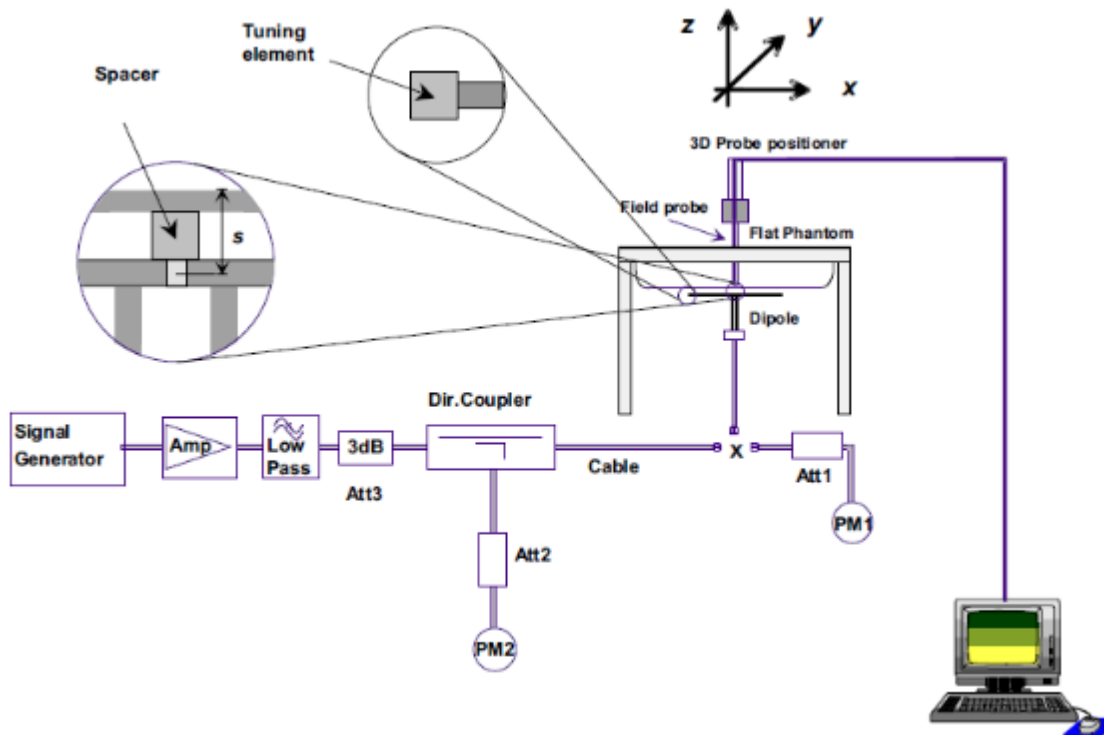 Tuning
element
Spacer
s
z
y
x
3D Probe positioner
Field probe
Flat Phantom
Dipole
Dir.Coupler
Signal
Generator
Amp
Low
Pass
3dB
Att3
Cable
X
Att1
PM1
Att2
PM2